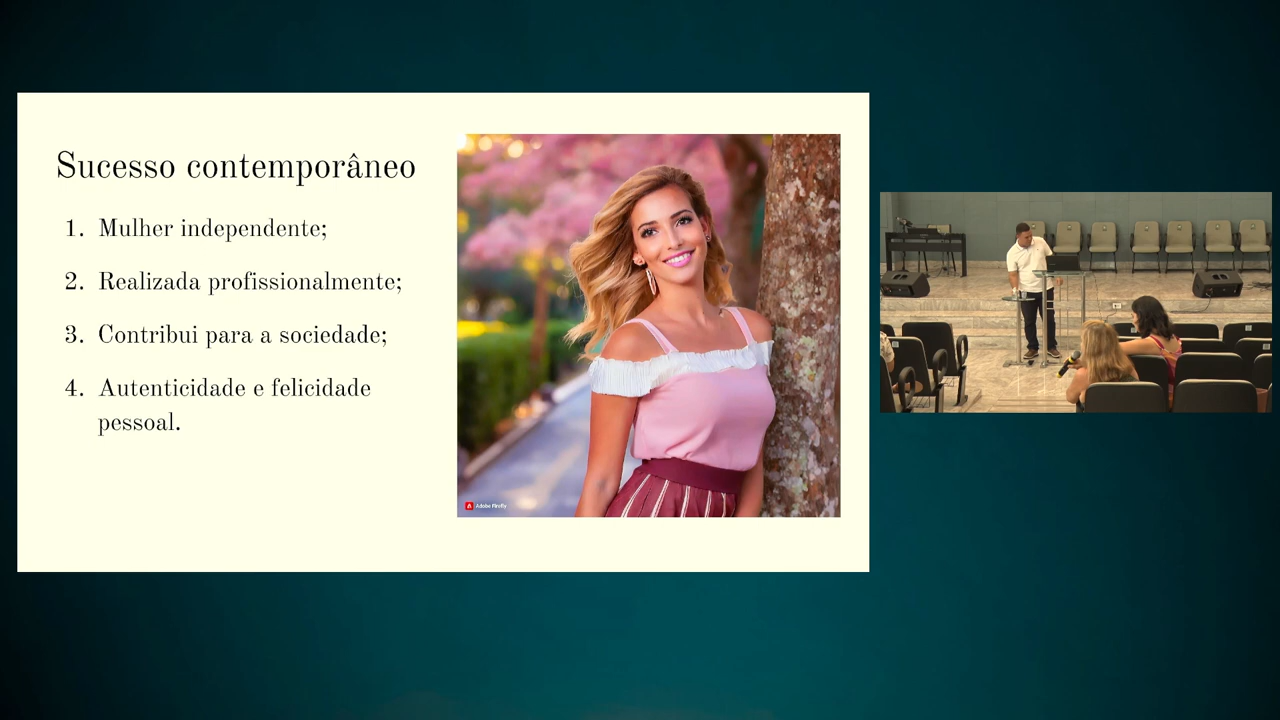 Sucesso contemporâneo
1. Mulher independente;
2. Realizada profissionalmente;
3. Contribui para a sociedade;
4. Autenticidade e felicidade
pessoal.
Adobe Firefly